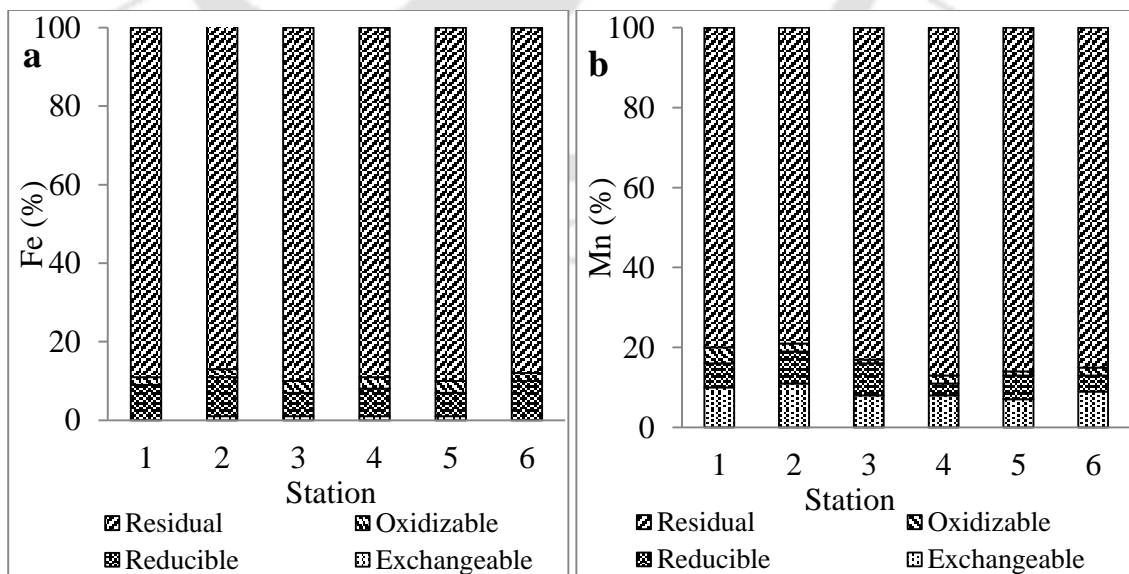 a
100
80
60
40
20
0
Fe (%)
1 2 3 4 5 6
Station
Residual Oxidizable
Reducible Exchangeable
b
100
80
60
40
20
0
Mn (%)
1 2 3 4 5 6
Station
Residual Oxidizable
Reducible Exchangeable